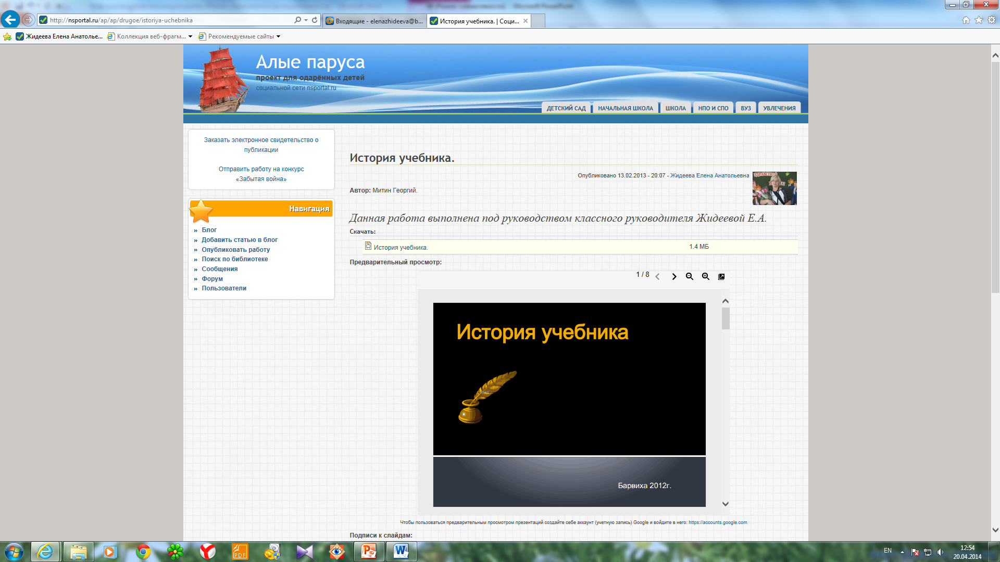 http://nsportal.ru/ap/ap/drugoe/istoriya-uchebnika
Входящие - elenazhideeva@b...
История учебника. | Соци...
Жидеева Елена Анатолье...
Коллекция веб-фрагм...
Рекомендуемые сайты
Алые паруса
проект для одарённых детей
социальной сети nsportal.ru
ДЕТСКИЙ САД
НАЧАЛЬНАЯ ШКОЛА
ШКОЛА
НПО И СПО
ВУЗ
УВЛЕЧЕНИЯ
Заказать электронное свидетельство о
публикации
Отправить работу на конкурс
«Забытая война»
Навигация
Блог
Добавить статью в блог
Опубликовать работу
Поиск по библиотеке
Сообщения
Форум
Пользователи
История учебника.
Опубликовано 13.02.2013 - 20:07 - Жидеева Елена Анатольевна
Автор: Митин Георгий.
Данная работа выполнена под руководством классного руководителя Жидеевой Е.А.
Скачать:
История учебника. 1.4 МБ
Предварительный просмотр:
1 / 8
История учебника
Барвиха 2012г.
Чтобы пользоваться предварительным просмотром презентаций создайте себе аккаунт (учетную запись) Google и войдите в него: https://accounts.google.com
Подписи к слайдам:
PDF
EN
12:54
20.04.2014